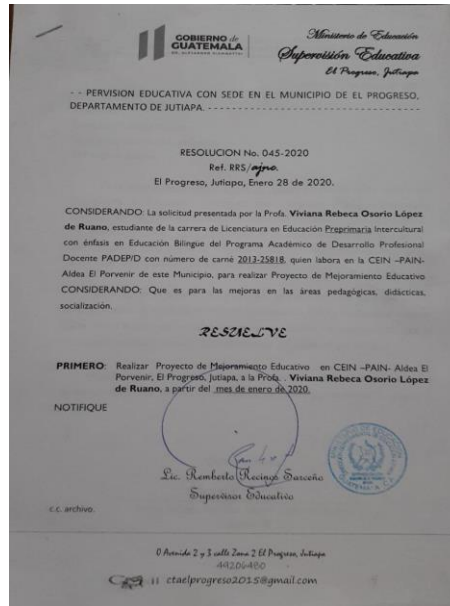 GOBIERNO de
GUATEMALA
DR. ALEJANDRO GIAMMATTEI
Ministerio de Educación
Supervisión Educativa
El Progreso, Jutiapa
- - PERVISION EDUCATIVA CON SEDE EN EL MUNICIPIO DE EL PROGRESO,
DEPARTAMENTO DE JUTIAPA. - - - - - - - - - - - - - - - - - - - - - - - - - - - - - -
RESOLUCION No. 045-2020
Ref. RRS/ajno.
El Progreso, Jutiapa, Enero 28 de 2020.
CONSIDERANDO: La solicitud presentada por la Profa. Viviana Rebeca Osorio López
de Ruano, estudiante de la carrera de Licenciatura en Educación Preprimaria Intercultural
con énfasis en Educación Bilingüe del Programa Académico de Desarrollo Profesional
Docente PADEP/D con número de carné 2013-25818, quien labora en la CEIN –PAIN-
Aldea El Porvenir de este Municipio, para realizar Proyecto de Mejoramiento Educativo
CONSIDERANDO: Que es para las mejoras en las áreas pedagógicas, didácticas,
socialización.
RESUELVE
PRIMERO: Realizar Proyecto de Mejoramiento Educativo en CEIN –PAIN- Aldea El
Porvenir, El Progreso, Jutiapa, a la Profa. . Viviana Rebeca Osorio López
de Ruano, a partir del mes de enero de 2020.
NOTIFIQUE
Lic. Remberto Recinos Sarceño
Supervisor Educativo
c.c. archivo.
0 Avenida 2 y 3 calle Zona 2 El Progreso, Jutiapa
44206480
ctaelprogreso2015@gmail.com